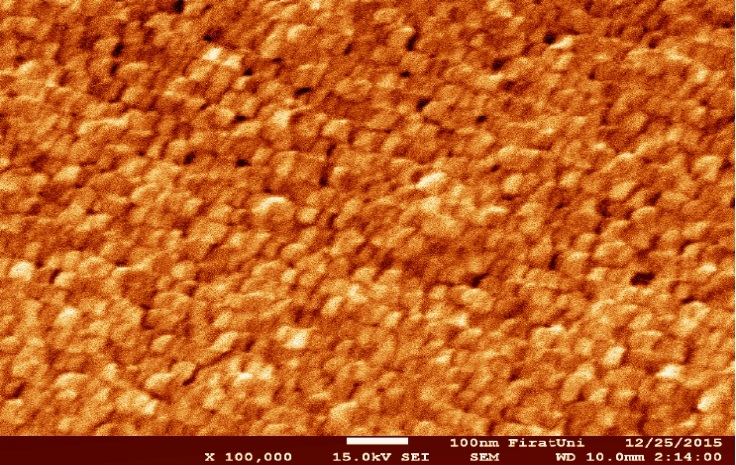 100nm FiratUni 12/25/2015
X 100,000 15.0kV SEI SEM WD 10.0mm 2:14:00